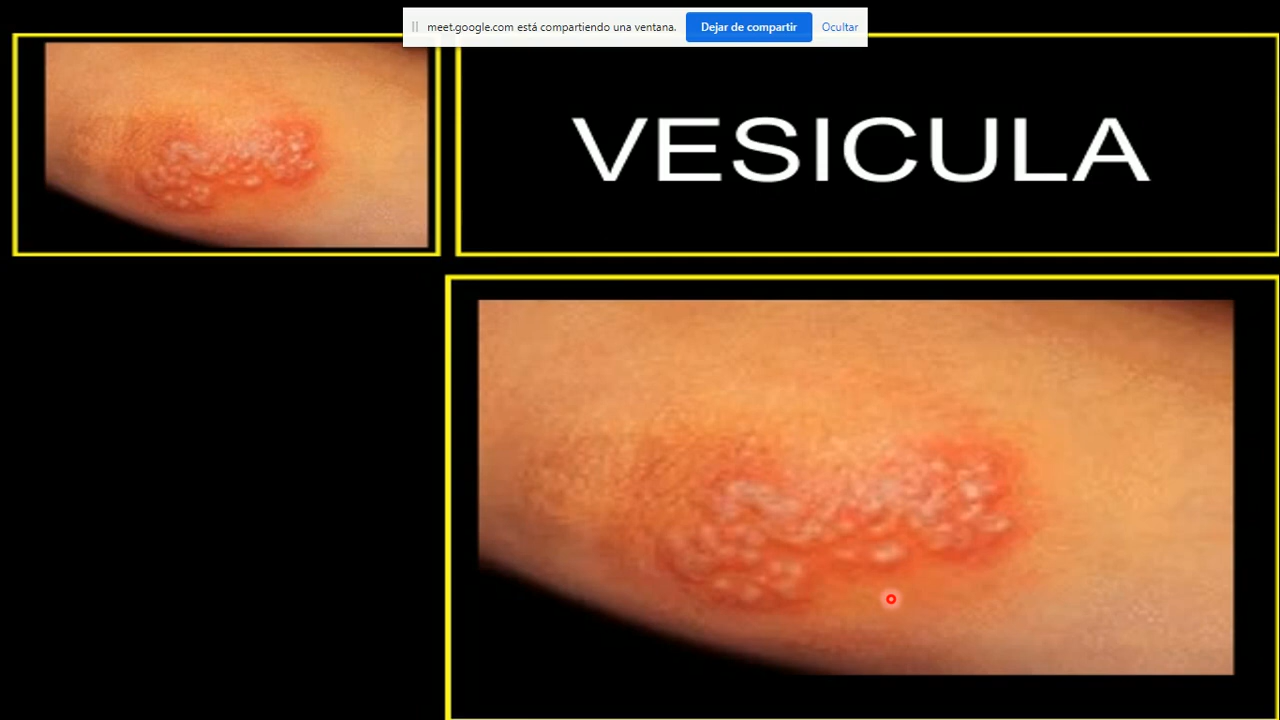 meet.google.com está compartiendo una ventana.
Dejar de compartir
Ocultar
VESICULA